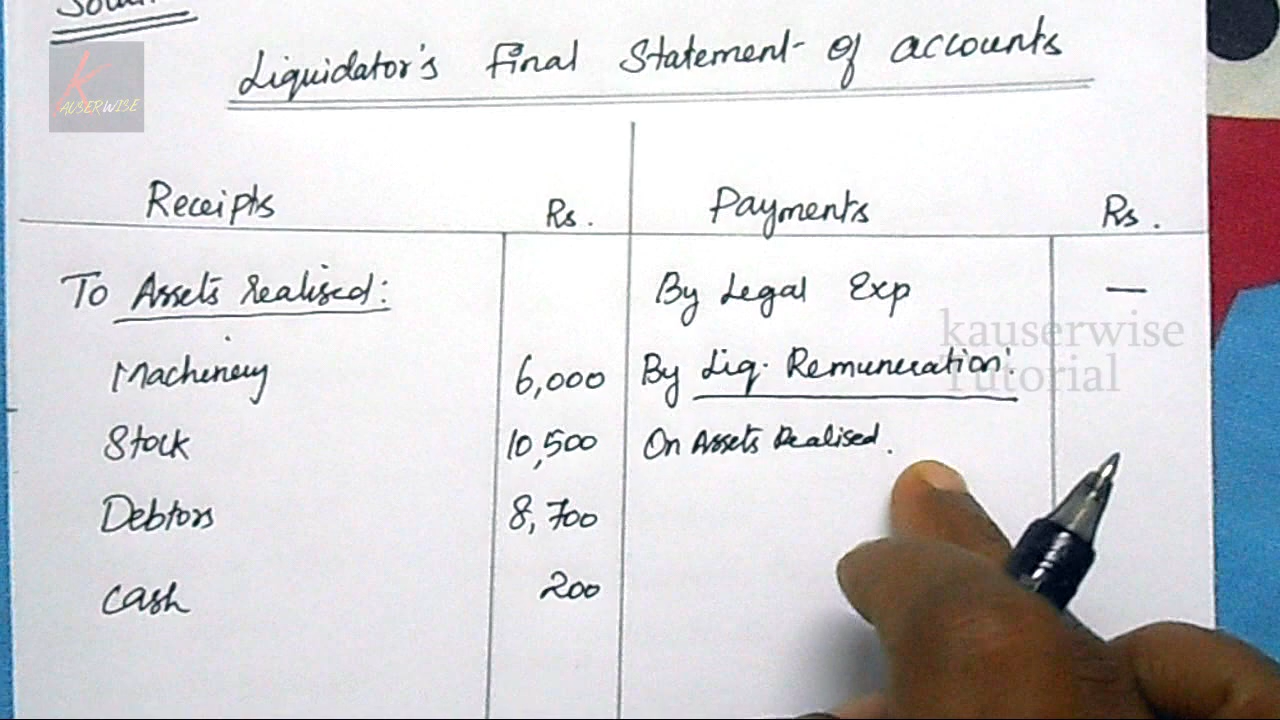 Liquidator's Final Statement of accounts
K
AUSERWISE
Receipts Rs. Payments Rs.
To Assets realised: By Legal Exp —
kauserwise
Tutorial
Machinery 6,000 By Liq. Remuneration:
Stock 10,500 On Assets Realised.
Debtors 8,700
Cash 200